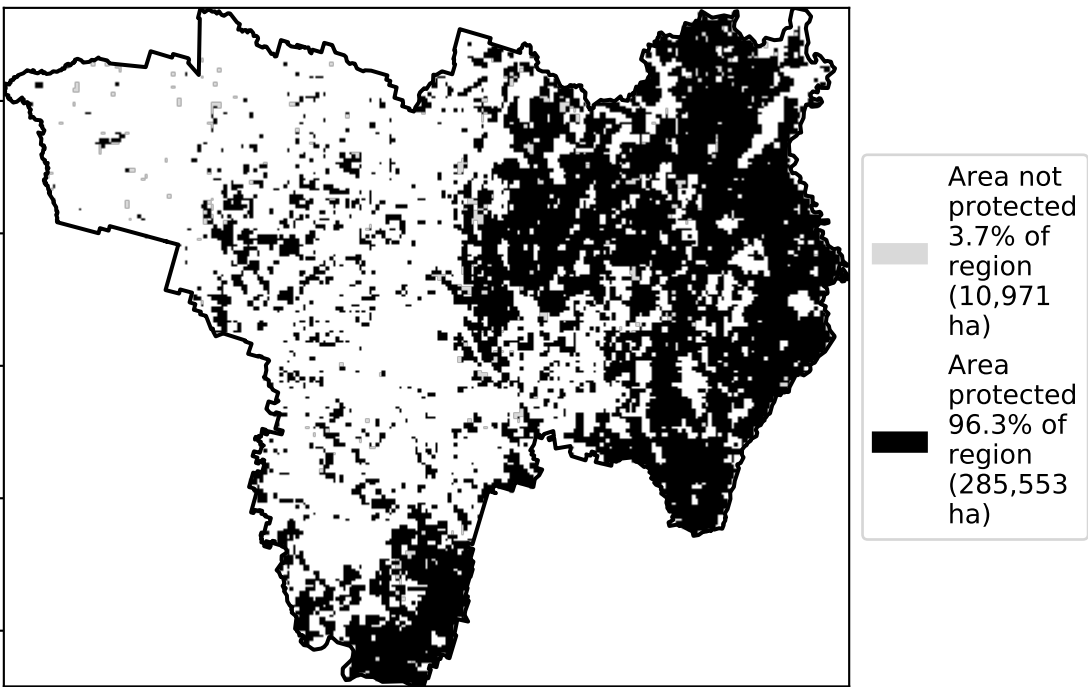 Area not
protected
3.7% of
region
(10,971
ha)
Area
protected
96.3% of
region
(285,553
ha)